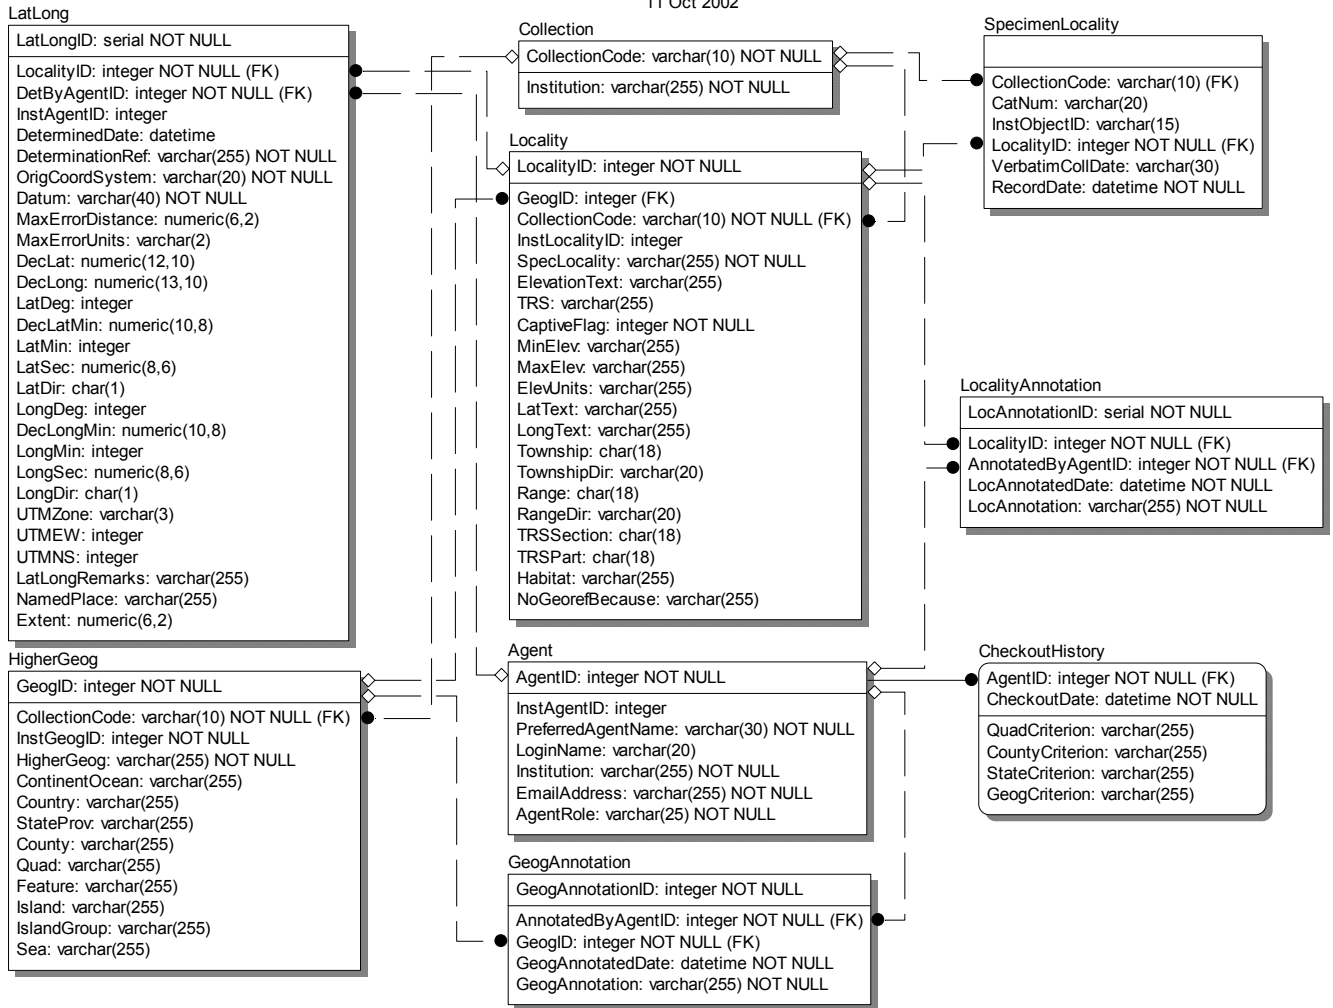 11 Oct 2002
LatLong
LatLongID: serial NOT NULL
LocalityID: integer NOT NULL (FK)
DetByAgentID: integer NOT NULL (FK)
InstAgentID: integer
DeterminedDate: datetime
DeterminationRef: varchar(255) NOT NULL
OrigCoordSystem: varchar(20) NOT NULL
Datum: varchar(40) NOT NULL
MaxErrorDistance: numeric(6,2)
MaxErrorUnits: varchar(2)
DecLat: numeric(12,10)
DecLong: numeric(13,10)
LatDeg: integer
DecLatMin: numeric(10,8)
LatMin: integer
LatSec: numeric(8,6)
LatDir: char(1)
LongDeg: integer
DecLongMin: numeric(10,8)
LongMin: integer
LongSec: numeric(8,6)
LongDir: char(1)
UTMZone: varchar(3)
UTMEW: integer
UTMNS: integer
LatLongRemarks: varchar(255)
NamedPlace: varchar(255)
Extent: numeric(6,2)
HigherGeog
GeogID: integer NOT NULL
CollectionCode: varchar(10) NOT NULL (FK)
InstGeogID: integer NOT NULL
HigherGeog: varchar(255) NOT NULL
ContinentOcean: varchar(255)
Country: varchar(255)
StateProv: varchar(255)
County: varchar(255)
Quad: varchar(255)
Feature: varchar(255)
Island: varchar(255)
IslandGroup: varchar(255)
Sea: varchar(255)
Collection
CollectionCode: varchar(10) NOT NULL
Institution: varchar(255) NOT NULL
Locality
LocalityID: integer NOT NULL
GeogID: integer (FK)
CollectionCode: varchar(10) NOT NULL (FK)
InstLocalityID: integer
SpecLocality: varchar(255) NOT NULL
ElevationText: varchar(255)
TRS: varchar(255)
CaptiveFlag: integer NOT NULL
MinElev: varchar(255)
MaxElev: varchar(255)
ElevUnits: varchar(255)
LatText: varchar(255)
LongText: varchar(255)
Township: char(18)
TownshipDir: varchar(20)
Range: char(18)
RangeDir: varchar(20)
TRSSection: char(18)
TRSPart: char(18)
Habitat: varchar(255)
NoGeorefBecause: varchar(255)
Agent
AgentID: integer NOT NULL
InstAgentID: integer
PreferredAgentName: varchar(30) NOT NULL
LoginName: varchar(20)
Institution: varchar(255) NOT NULL
EmailAddress: varchar(255) NOT NULL
AgentRole: varchar(25) NOT NULL
GeogAnnotation
GeogAnnotationID: integer NOT NULL
AnnotatedByAgentID: integer NOT NULL (FK)
GeogID: integer NOT NULL (FK)
GeogAnnotatedDate: datetime NOT NULL
GeogAnnotation: varchar(255) NOT NULL
SpecimenLocality
CollectionCode: varchar(10) (FK)
CatNum: varchar(20)
InstObjectID: varchar(15)
LocalityID: integer NOT NULL (FK)
VerbatimCollDate: varchar(30)
RecordDate: datetime NOT NULL
LocalityAnnotation
LocAnnotationID: serial NOT NULL
LocalityID: integer NOT NULL (FK)
AnnotatedByAgentID: integer NOT NULL (FK)
LocAnnotatedDate: datetime NOT NULL
LocAnnotation: varchar(255) NOT NULL
CheckoutHistory
AgentID: integer NOT NULL (FK)
CheckoutDate: datetime NOT NULL
QuadCriterion: varchar(255)
CountyCriterion: varchar(255)
StateCriterion: varchar(255)
GeogCriterion: varchar(255)